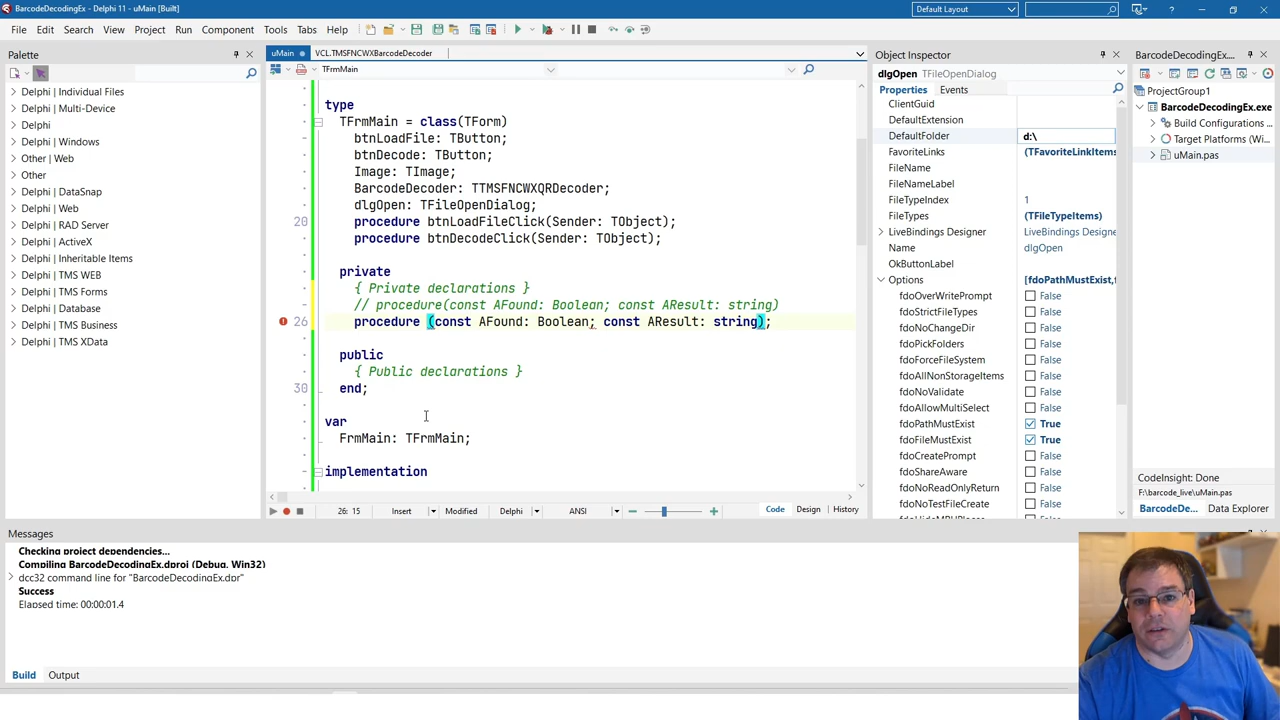 BarcodeDecodingEx - Delphi 11 - uMain [Built]
Default Layout
File Edit Search View Project Run Component Tools Tabs Help
Palette
uMain
VCL.TMSFNCWXBarcodeDecoder
Object Inspector
BarcodeDecodingEx....
TFrmMain
dlgOpen TFileOpenDialog
Properties Events
ProjectGroup1
BarcodeDecodingEx.exe
Build Configurations ...
Target Platforms (Wi...
uMain.pas
Delphi | Individual Files
Delphi | Multi-Device
Delphi
Delphi | Windows
Other | Web
Other
Delphi | DataSnap
Delphi | Web
Delphi | RAD Server
Delphi | ActiveX
Delphi | Inheritable Items
Delphi | TMS WEB
Delphi | TMS Forms
Delphi | Database
Delphi | TMS Business
Delphi | TMS XData
type
TFrmMain = class(TForm)
btnLoadFile: TButton;
btnDecode: TButton;
Image: TImage;
BarcodeDecoder: TTMSFNCWXQRDecoder;
dlgOpen: TFileOpenDialog;
20 procedure btnLoadFileClick(Sender: TObject);
procedure btnDecodeClick(Sender: TObject);
private
{ Private declarations }
// procedure(const AFound: Boolean; const AResult: string)
26 procedure (const AFound: Boolean; const AResult: string);
public
{ Public declarations }
30 end;
var
FrmMain: TFrmMain;
implementation
ClientGuid
DefaultExtension
DefaultFolder d:\
FavoriteLinks (TFavoriteLinkItems
FileName
FileNameLabel
FileTypeIndex 1
FileTypes (TFileTypeItems)
LiveBindings Designer LiveBindings Designe
Name dlgOpen
OkButtonLabel
Options [fdoPathMustExist,f
fdoOverWritePrompt False
fdoStrictFileTypes False
fdoNoChangeDir False
fdoPickFolders False
fdoForceFileSystem False
fdoAllNonStorageItems False
fdoNoValidate False
fdoAllowMultiSelect False
fdoPathMustExist True
fdoFileMustExist True
fdoCreatePrompt False
fdoShareAware False
fdoNoReadOnlyReturn False
fdoNoTestFileCreate False
CodeInsight: Done
F:\barcode_live\uMain.pas
BarcodeDe... Data Explorer
26: 15 Insert Modified Delphi ANSI Code Design History
Messages
Checking project dependencies...
Compiling BarcodeDecodingEx.dproj (Debug, Win32)
dcc32 command line for "BarcodeDecodingEx.dpr"
Success
Elapsed time: 00:00:01.4
Build Output